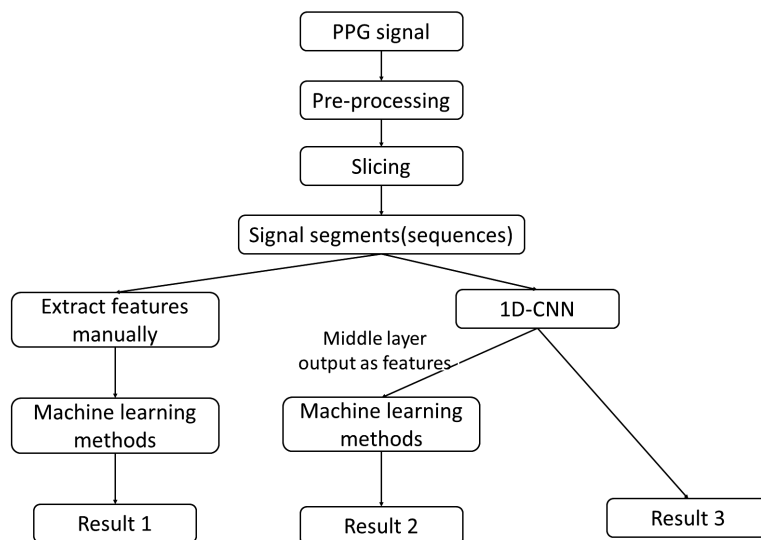 PPG signal
Pre-processing
Slicing
Signal segments(sequences)
Extract features
manually
1D-CNN
Middle layer
output as features
Machine learning
methods
Machine learning
methods
Result 1
Result 2
Result 3